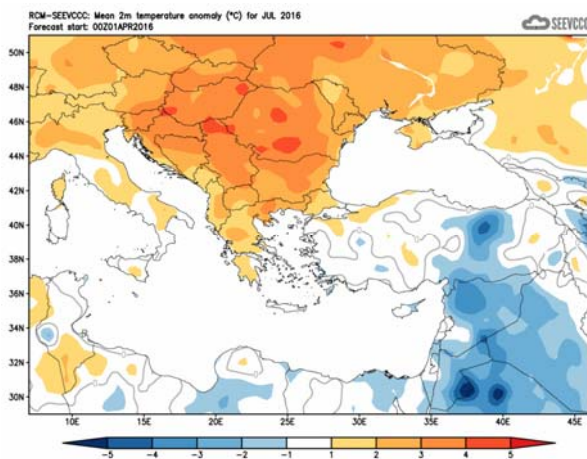 RCM-SEEVCCC: Mean 2m temperature anomaly (°C) for JUL 2016
Forecast start: 00Z01APR2016
SEEVCCC
50N
48N
46N
44N
42N
40N
38N
36N
34N
32N
30N
10E 15E 20E 25E 30E 35E 40E 45E
-5 -4 -3 -2 -1 1 2 3 4 5